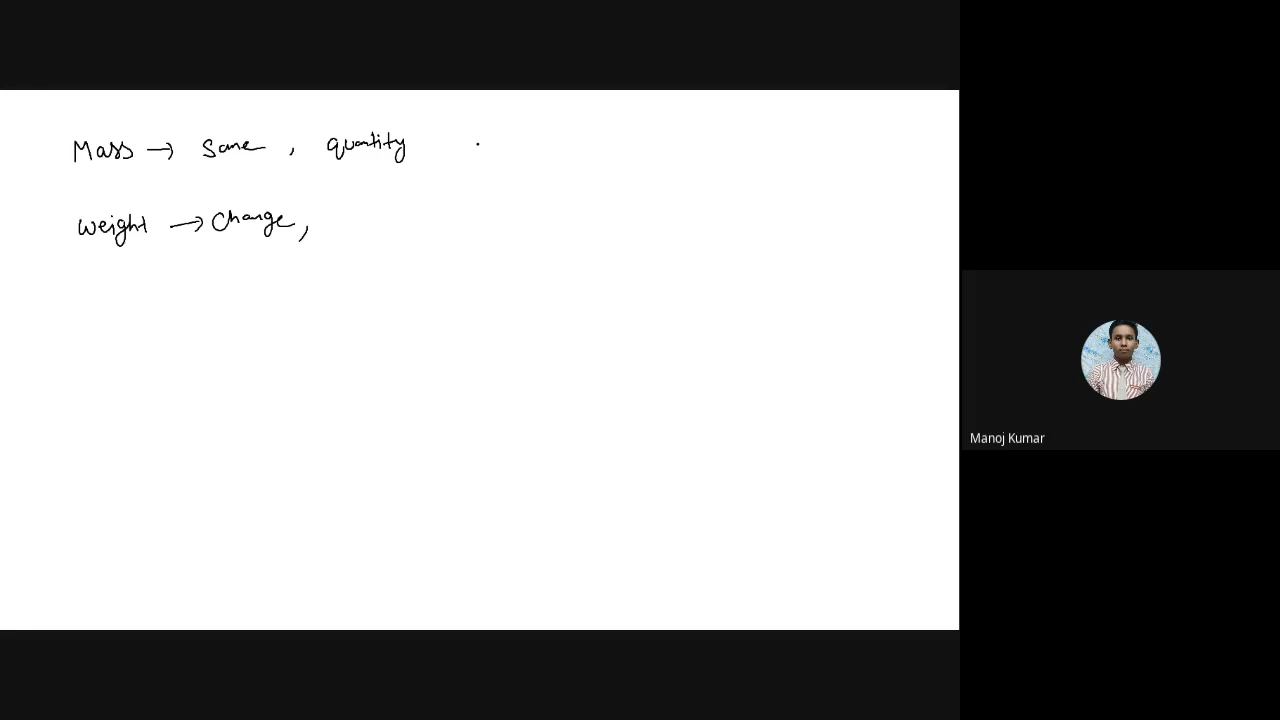 Mass → Same , quantity .
Weight → Change ,
Manoj Kumar